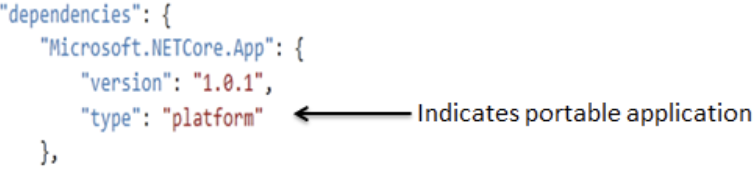 "dependencies": {
"Microsoft.NETCore.App": {
"version": "1.0.1",
"type": "platform"
Indicates portable application
},